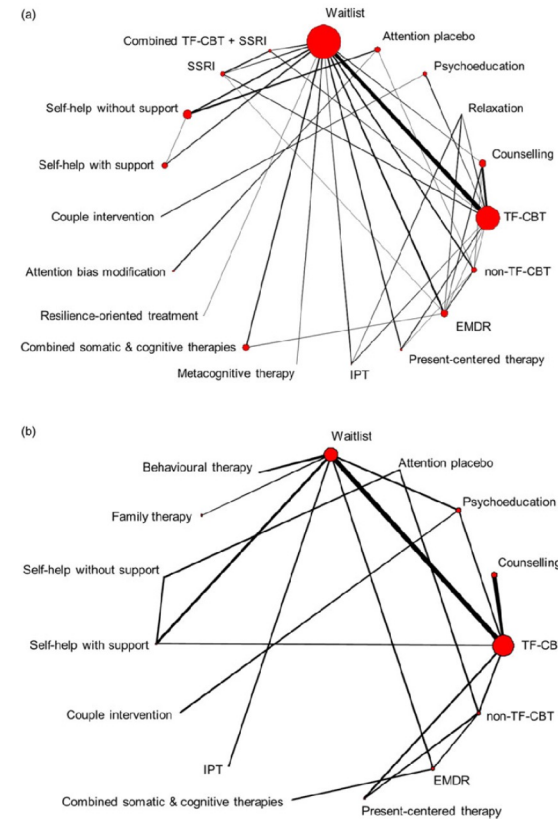 (a)
Waitlist
Combined TF-CBT + SSRI
Attention placebo
SSRI
Psychoeducation
Self-help without support
Relaxation
Self-help with support
Counselling
Couple intervention
TF-CBT
Attention bias modification
non-TF-CBT
Resilience-oriented treatment
EMDR
Combined somatic & cognitive therapies
Present-centered therapy
Metacognitive therapy
IPT
(b)
Waitlist
Behavioural therapy
Attention placebo
Family therapy
Psychoeducation
Self-help without support
Counselling
Self-help with support
TF-CB
Couple intervention
non-TF-CBT
IPT
EMDR
Combined somatic & cognitive therapies
Present-centered therapy